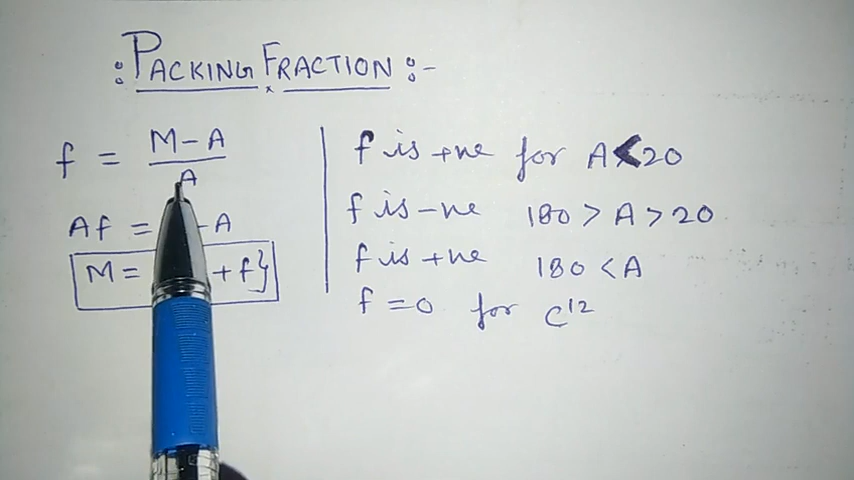 : PACKING FRACTION :-
f = M - A / A
Af = - A
M = + f}
f is +ve for A < 20
f is -ve 180 > A > 20
f is +ve 180 < A
f = 0 for C¹²